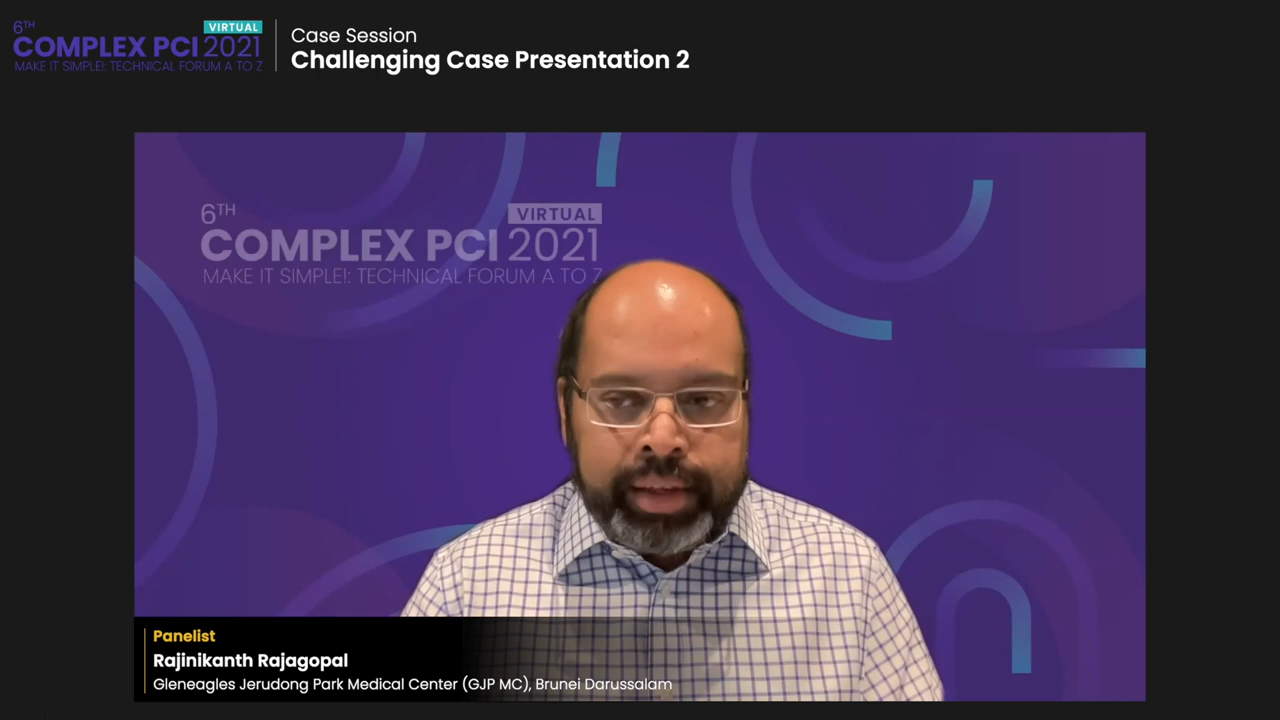 6TH
VIRTUAL
COMPLEX PCI 2021
MAKE IT SIMPLE!: TECHNICAL FORUM A TO Z
Case Session
Challenging Case Presentation 2
6TH
VIRTUAL
COMPLEX PCI 2021
MAKE IT SIMPLE!: TECHNICAL FORUM A TO Z
Panelist
Rajinikanth Rajagopal
Gleneagles Jerudong Park Medical Center (GJP MC), Brunei Darussalam